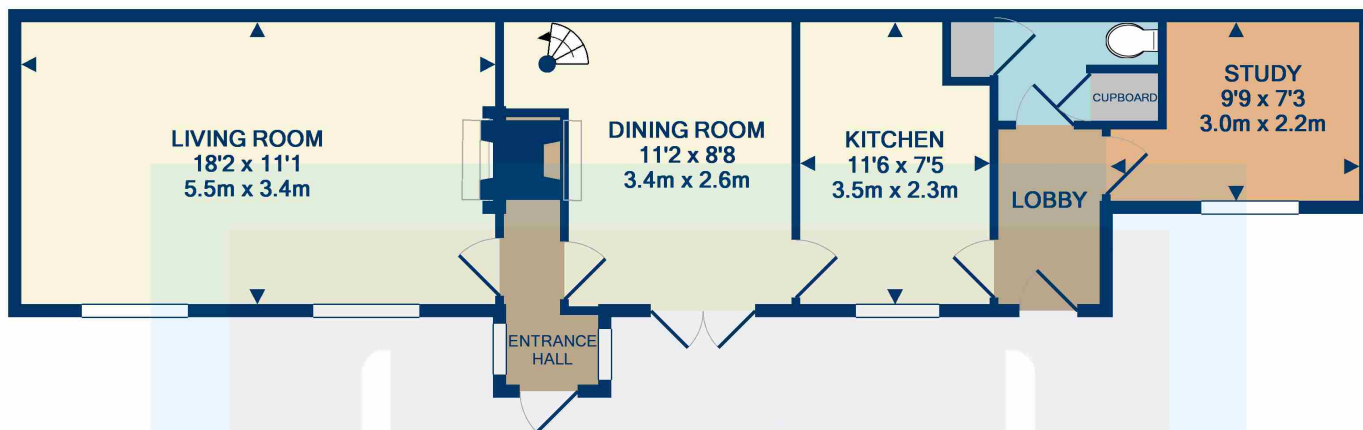 LIVING ROOM
18'2 x 11'1
5.5m x 3.4m
DINING ROOM
11'2 x 8'8
3.4m x 2.6m
KITCHEN
11'6 x 7'5
3.5m x 2.3m
LOBBY
CUPBOARD
STUDY
9'9 x 7'3
3.0m x 2.2m
ENTRANCE
HALL